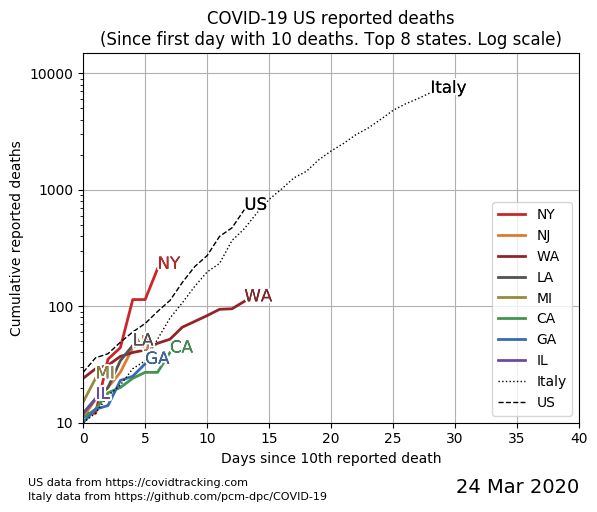 COVID-19 US reported deaths
(Since first day with 10 deaths. Top 8 states. Log scale)
Cumulative reported deaths
10000
1000
100
10
Italy
US
NY
WA
LA
CA
GA
MI
IL
NY
NJ
WA
LA
MI
CA
GA
IL
Italy
US
0
5
10
15
20
25
30
35
40
Days since 10th reported death
US data from https://covidtracking.com
Italy data from https://github.com/pcm-dpc/COVID-19
24 Mar 2020